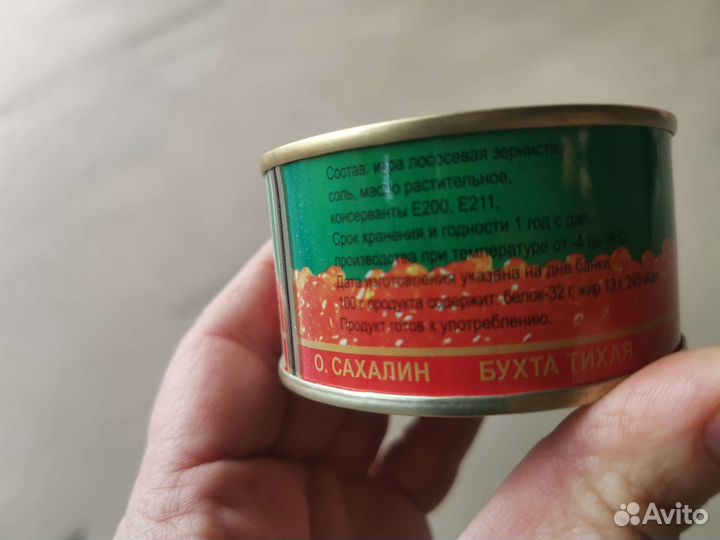 Состав: икра лососевая зернистая
соль, масло растительное,
консерванты Е200, Е211,
Срок хранения и годности 1 год с даты
производства при температуре от -4 до -6 С
Дата изготовления указана на дне банки.
100 г. продукта содержит: белок-32 г, жир 13 г. 245 кКал.
Продукт готов к употреблению.
О. САХАЛИН БУХТА ТИХАЯ
Avito